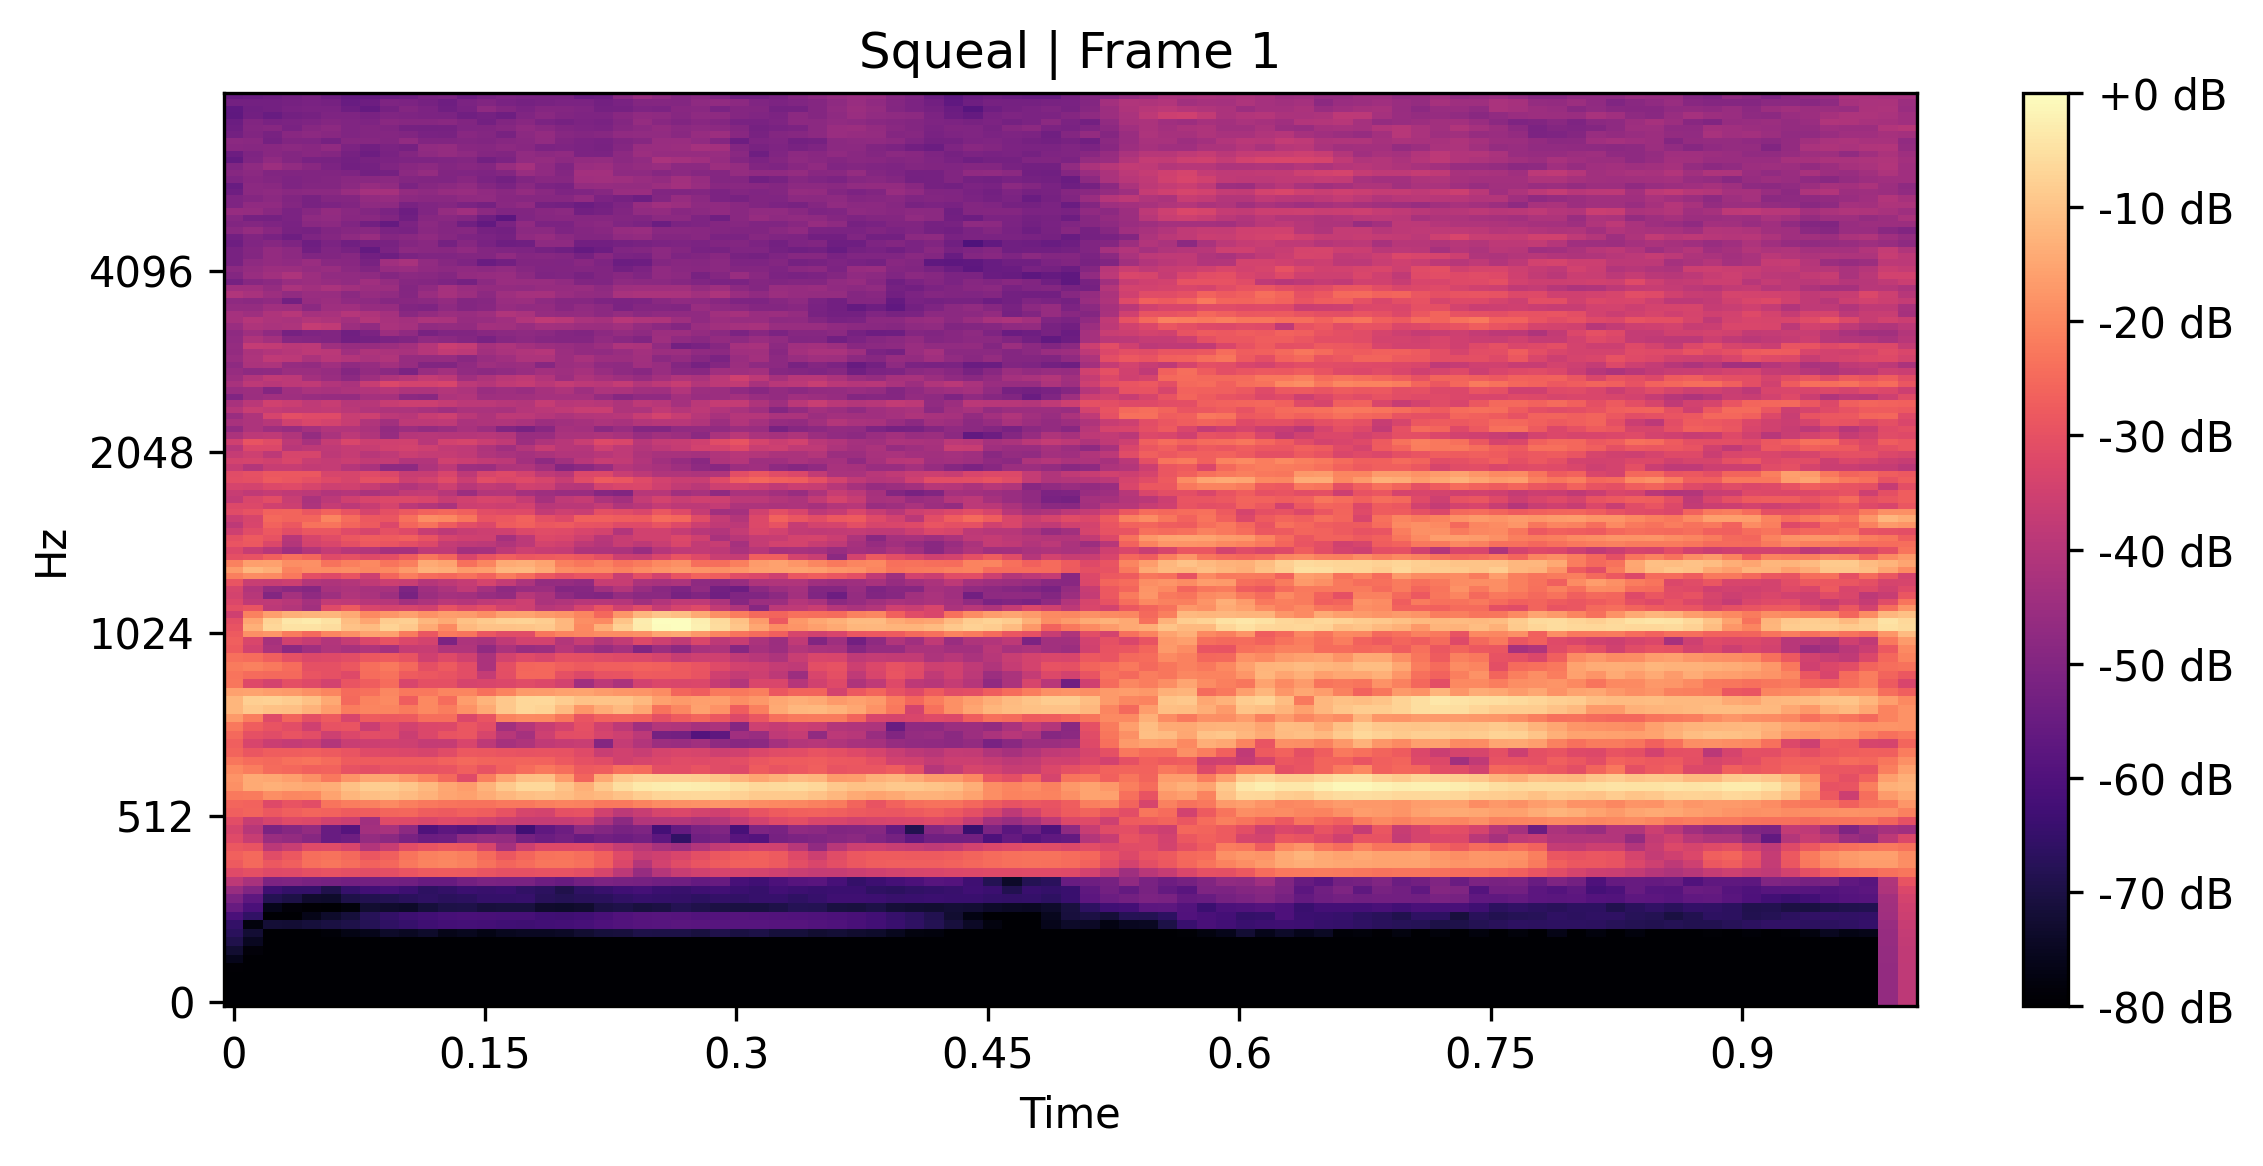 Squeal | Frame 1
+0 dB
-10 dB
-20 dB
-30 dB
-40 dB
-50 dB
-60 dB
-70 dB
-80 dB
Hz
4096
2048
1024
512
0
0 0.15 0.3 0.45 0.6 0.75 0.9
Time